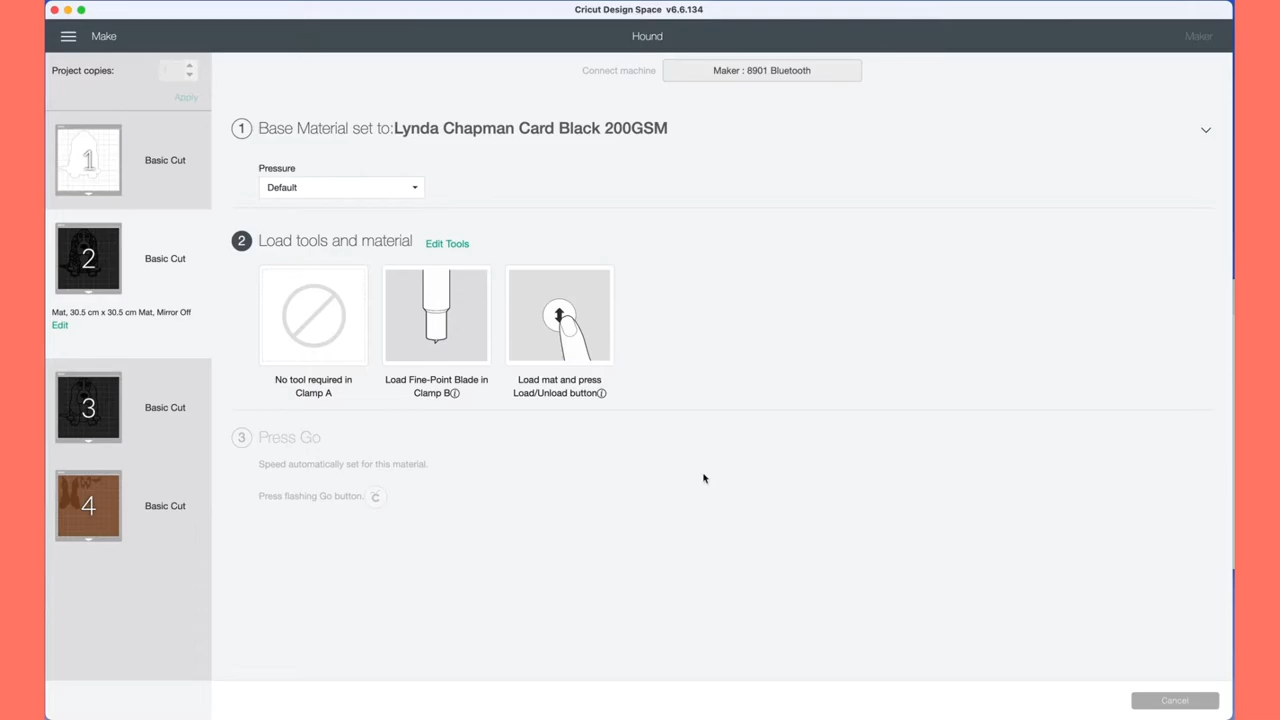 Cricut Design Space v6.6.134
Make
Hound
Maker
Project copies:
Apply
Connect machine
Maker : 8901 Bluetooth
1
Basic Cut
2
Basic Cut
Mat, 30.5 cm x 30.5 cm Mat, Mirror Off
Edit
3
Basic Cut
4
Basic Cut
1 Base Material set to:Lynda Chapman Card Black 200GSM
Pressure
Default
2 Load tools and material Edit Tools
No tool required in
Clamp A
Load Fine-Point Blade in
Clamp B
Load mat and press
Load/Unload button
3 Press Go
Speed automatically set for this material.
Press flashing Go button.
Cancel